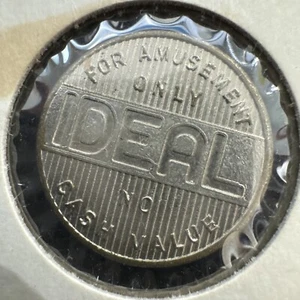 FOR AMUSEMENT
ONLY
IDEAL
NO
CASH VALUE